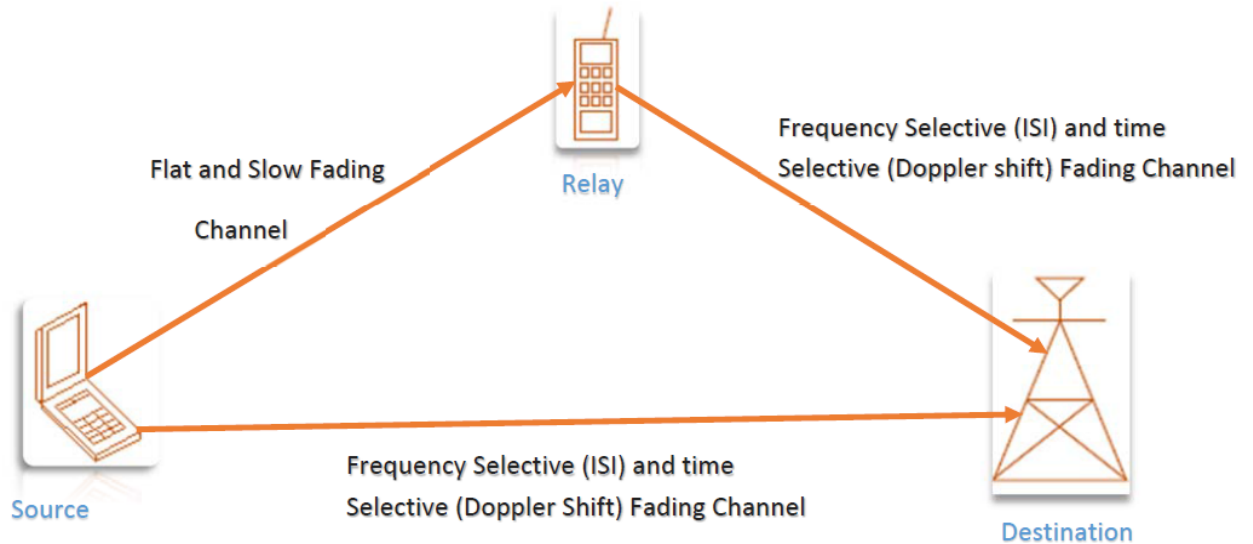 Frequency Selective (ISI) and time
Selective (Doppler shift) Fading Channel
Flat and Slow Fading
Channel
Relay
Frequency Selective (ISI) and time
Selective (Doppler Shift) Fading Channel
Source
Destination